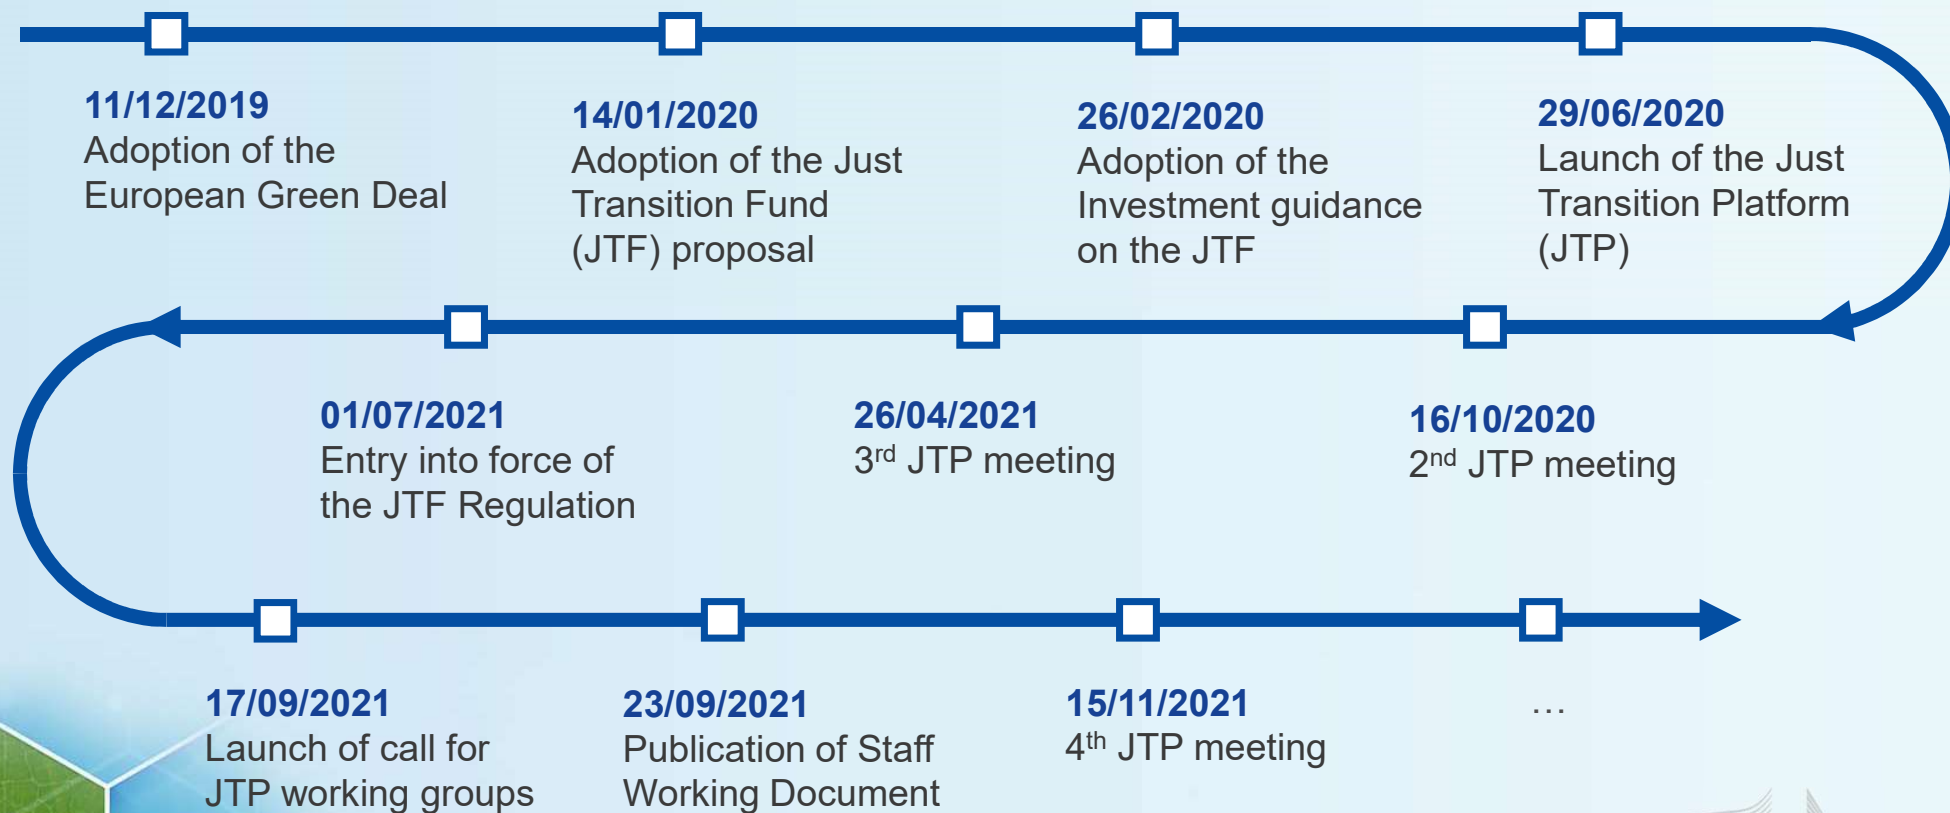 11/12/2019
Adoption of the
European Green Deal
14/01/2020
Adoption of the Just
Transition Fund
(JTF) proposal
26/02/2020
Adoption of the
Investment guidance
on the JTF
29/06/2020
Launch of the Just
Transition Platform
(JTP)
16/10/2020
2nd JTP meeting
26/04/2021
3rd JTP meeting
01/07/2021
Entry into force of
the JTF Regulation
17/09/2021
Launch of call for
JTP working groups
23/09/2021
Publication of Staff
Working Document
15/11/2021
4th JTP meeting
…